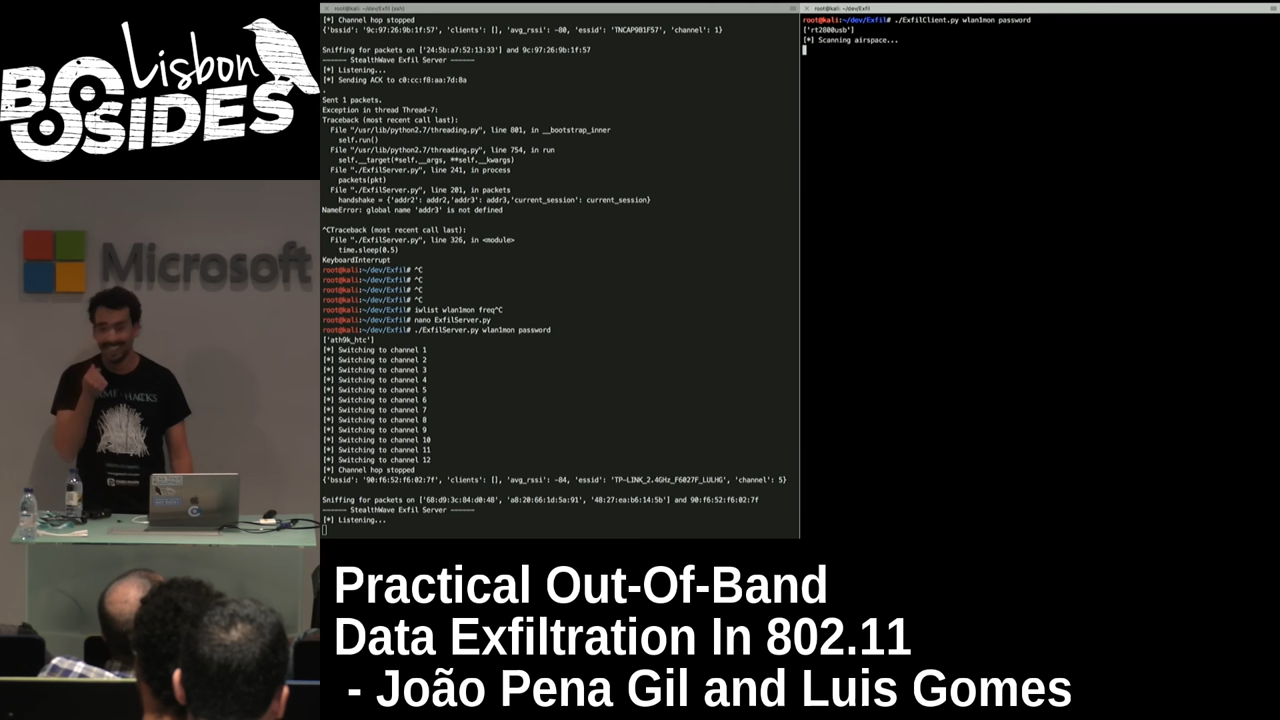 Lisbon
BSIDES
Microsoft
GAME of HACKS
root@kali: ~/dev/Exfil (ssh)
[*] Channel hop stopped
{'bssid': '9c:97:26:9b:1f:57', 'clients': [], 'avg_rssi': -80, 'essid': 'TNCAP9B1F57', 'channel': 1}
Sniffing for packets on ['24:5b:a7:52:13:33'] and 9c:97:26:9b:1f:57
------ StealthWave Exfil Server ------
[*] Listening...
[*] Sending ACK to c0:cc:f8:aa:7d:8a
.
Sent 1 packets.
Exception in thread Thread-7:
Traceback (most recent call last):
File "/usr/lib/python2.7/threading.py", line 801, in __bootstrap_inner
self.run()
File "/usr/lib/python2.7/threading.py", line 754, in run
self.__target(*self.__args, **self.__kwargs)
File "./ExfilServer.py", line 241, in process
packets(pkt)
File "./ExfilServer.py", line 201, in packets
handshake = {'addr2': addr2,'addr3': addr3,'current_session': current_session}
NameError: global name 'addr3' is not defined
^CTraceback (most recent call last):
File "./ExfilServer.py", line 326, in <module>
time.sleep(0.5)
KeyboardInterrupt
root@kali:~/dev/Exfil# ^C
root@kali:~/dev/Exfil# ^C
root@kali:~/dev/Exfil# ^C
root@kali:~/dev/Exfil# ^C
root@kali:~/dev/Exfil# iwlist wlan1mon freq^C
root@kali:~/dev/Exfil# nano ExfilServer.py
root@kali:~/dev/Exfil# ./ExfilServer.py wlan1mon password
['ath9k_htc']
[*] Switching to channel 1
[*] Switching to channel 2
[*] Switching to channel 3
[*] Switching to channel 4
[*] Switching to channel 5
[*] Switching to channel 6
[*] Switching to channel 7
[*] Switching to channel 8
[*] Switching to channel 9
[*] Switching to channel 10
[*] Switching to channel 11
[*] Switching to channel 12
[*] Channel hop stopped
{'bssid': '90:f6:52:f6:02:7f', 'clients': [], 'avg_rssi': -84, 'essid': 'TP-LINK_2.4GHz_F6027F_LULHG', 'channel': 5}
Sniffing for packets on ['68:d9:3c:84:d0:48', 'a8:20:66:1d:5a:91', '48:27:ea:b6:14:5b'] and 90:f6:52:f6:02:7f
------ StealthWave Exfil Server ------
[*] Listening...
root@kali: ~/dev/Exfil
root@kali:~/dev/Exfil# ./ExfilClient.py wlan1mon password
['rt2800usb']
[*] Scanning airspace...
Practical Out-Of-Band
Data Exfiltration In 802.11
- João Pena Gil and Luis Gomes